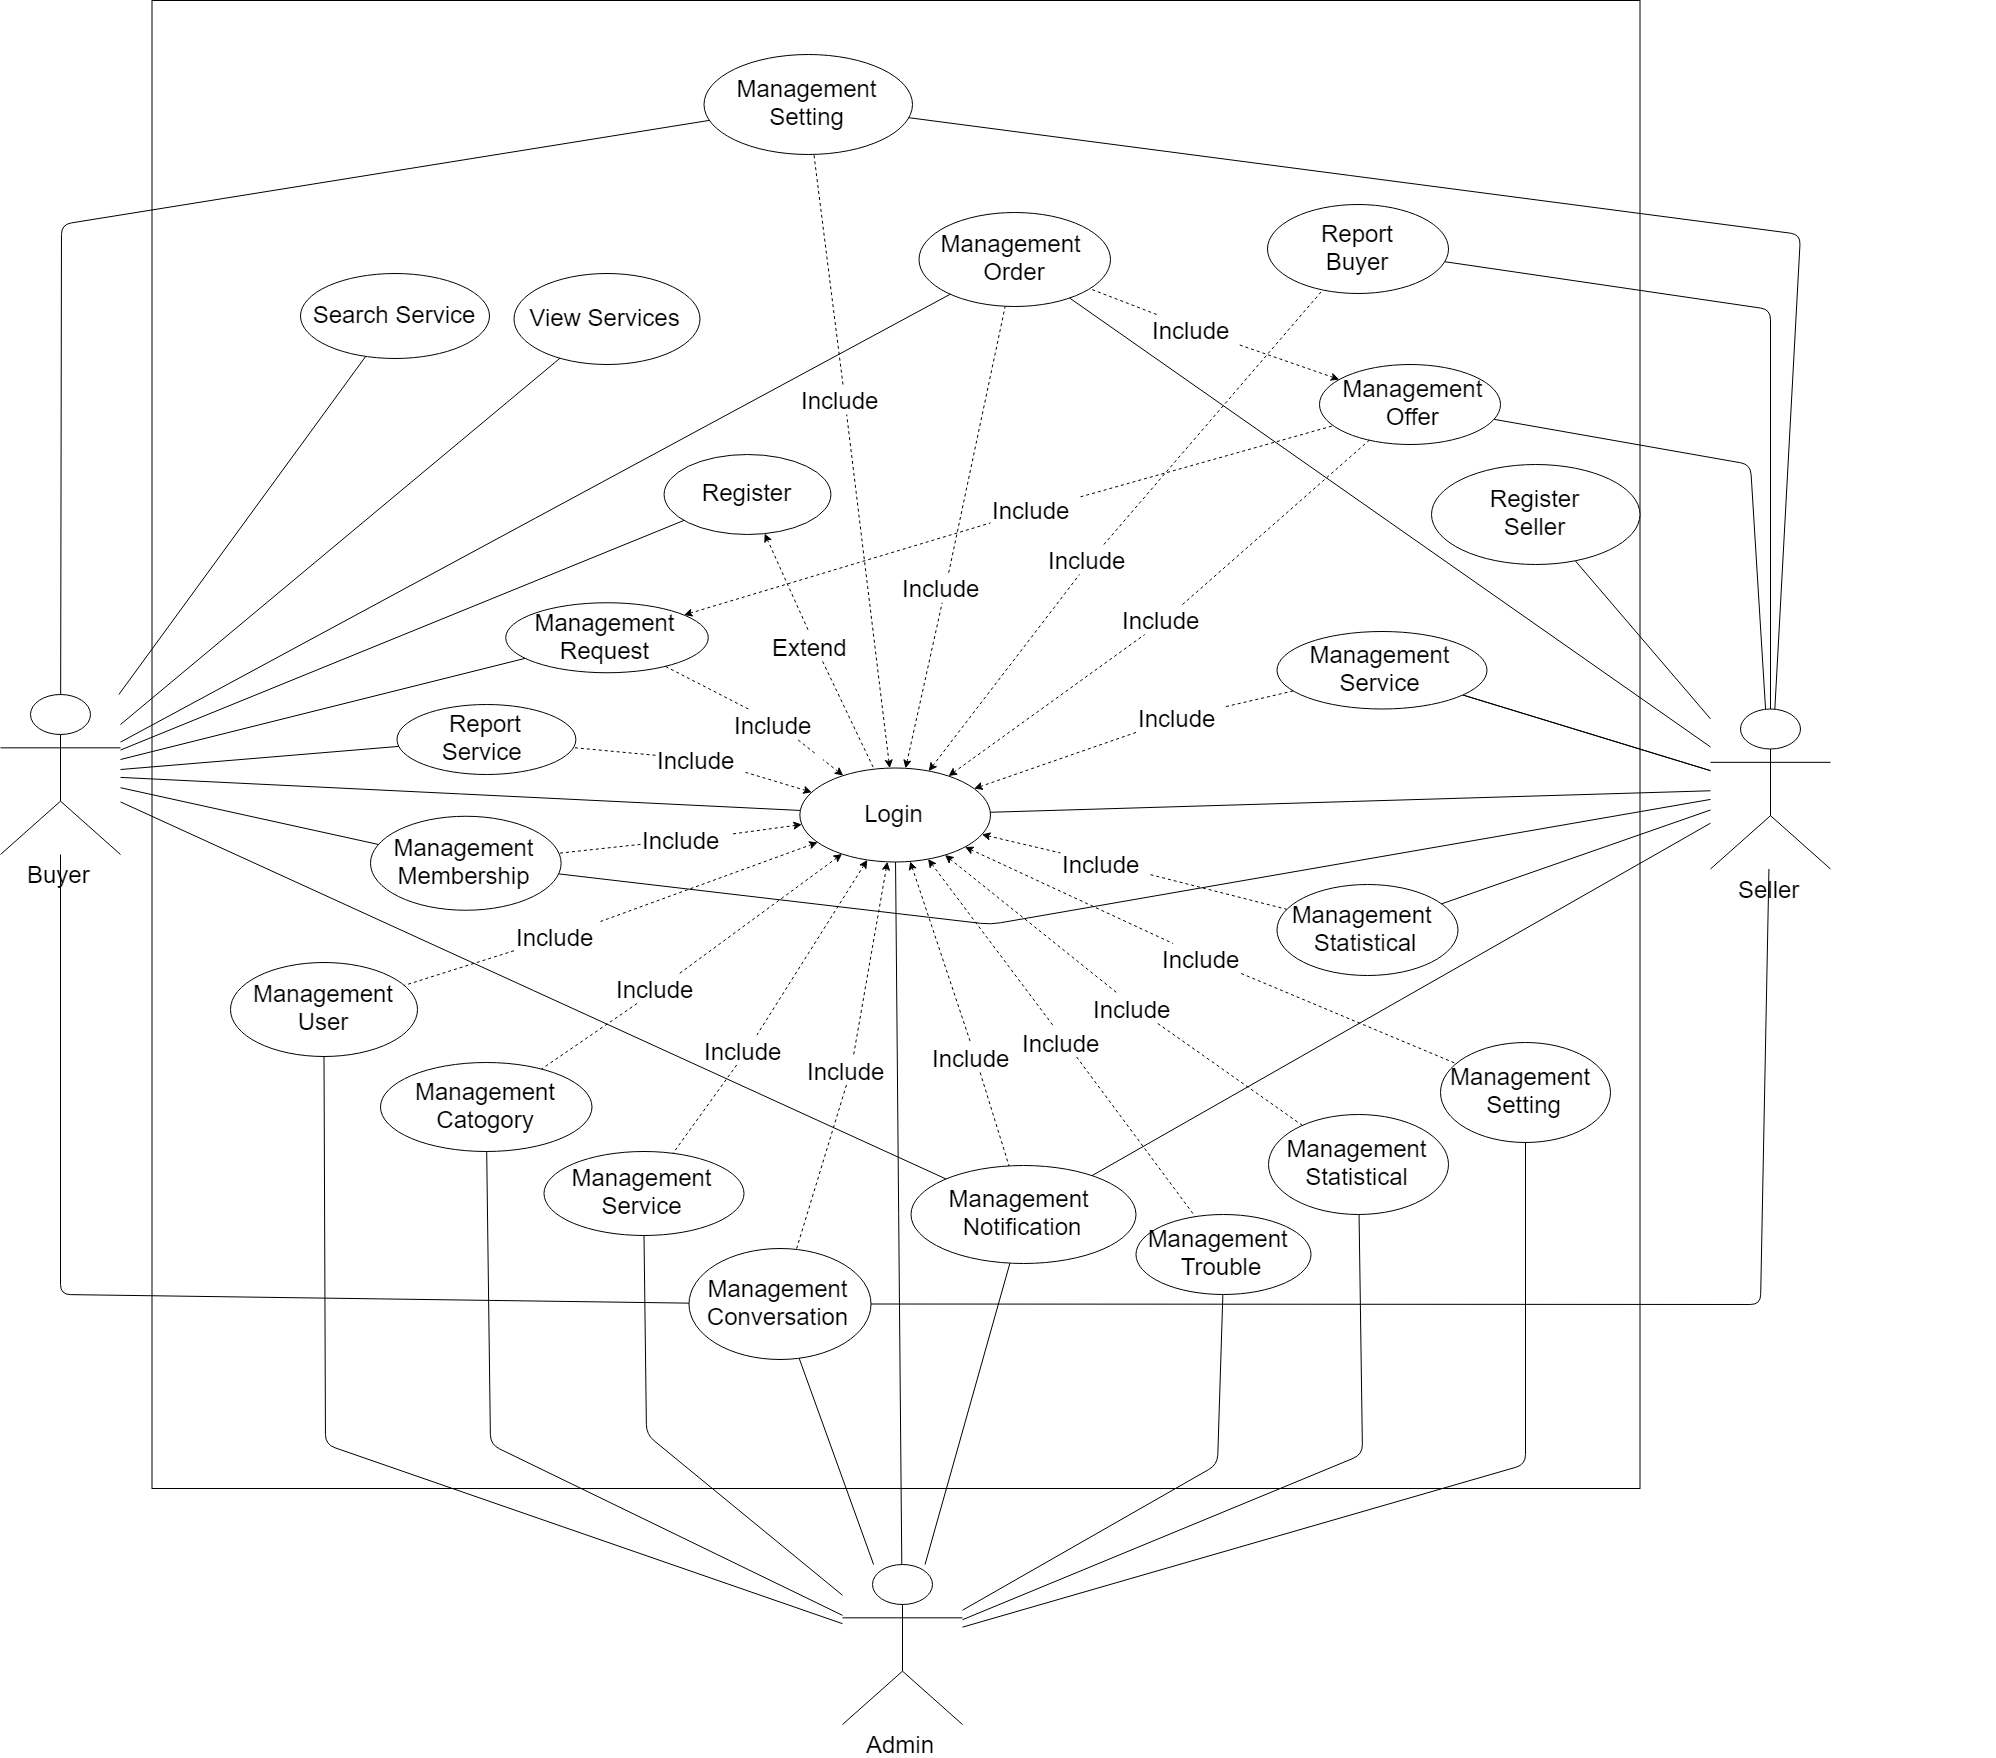 Management
Setting
Management
Order
Report
Buyer
Search Service
View Services
Include
Management
Offer
Include
Register
Include
Register
Seller
Include
Include
Management
Request
Extend
Include
Management
Service
Report
Service
Include
Include
Include
Login
Management
Membership
Include
Include
Buyer
Seller
Management
Statistical
Include
Include
Management
User
Include
Include
Include
Include
Include
Include
Management
Catogory
Management
Setting
Management
Service
Management
Statistical
Management
Notification
Management
Trouble
Management
Conversation
Admin